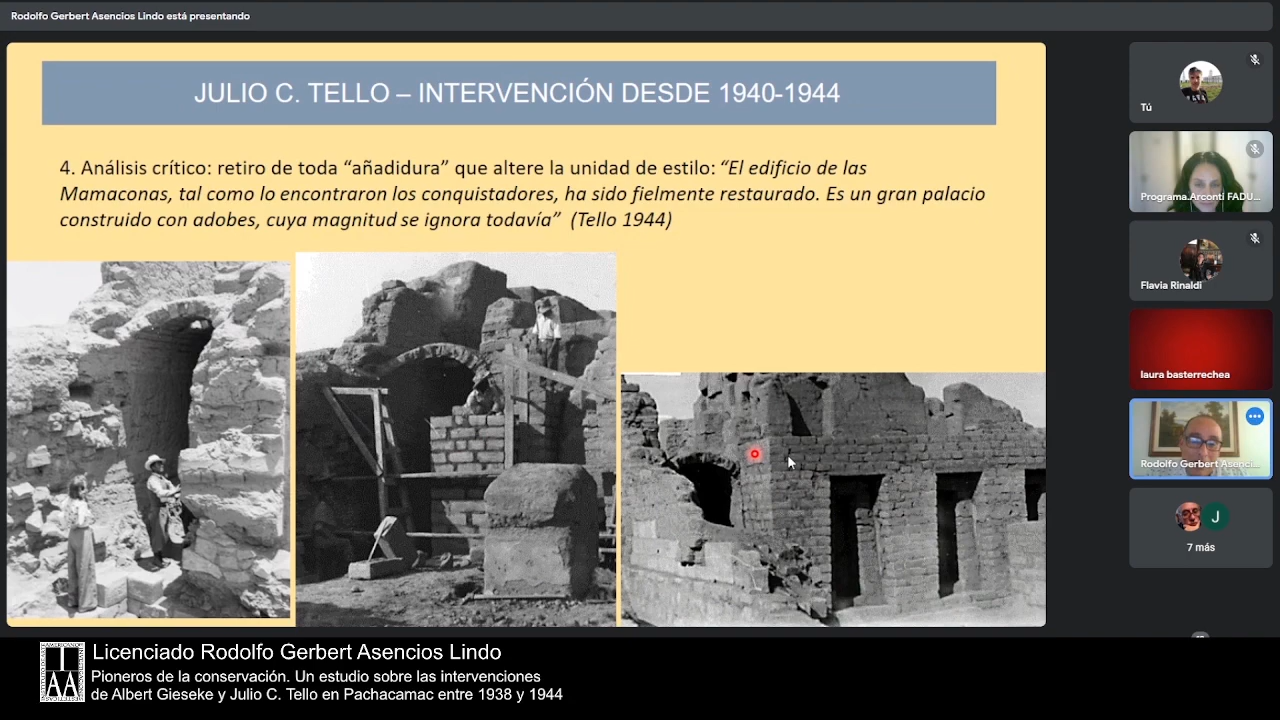 Rodolfo Gerbert Asencios Lindo está presentando
JULIO C. TELLO – INTERVENCIÓN DESDE 1940-1944
4. Análisis crítico: retiro de toda “añadidura” que altere la unidad de estilo: “El edificio de las
Mamaconas, tal como lo encontraron los conquistadores, ha sido fielmente restaurado. Es un gran palacio
construido con adobes, cuya magnitud se ignora todavía” (Tello 1944)
Tú
Programa.Arconti FADU...
Flavia Rinaldi
laura basterrechea
Rodolfo Gerbert Asenci...
J
7 más
IAA
Licenciado Rodolfo Gerbert Asencios Lindo
Pioneros de la conservación. Un estudio sobre las intervenciones
de Albert Gieseke y Julio C. Tello en Pachacamac entre 1938 y 1944